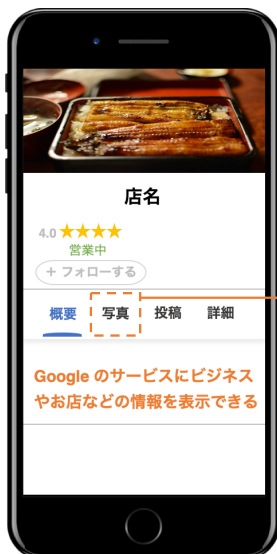 店名
4.0 ★★★★
営業中
+ フォローする
概要 写真 投稿 詳細
Google のサービスにビジネス
やお店などの情報を表示できる